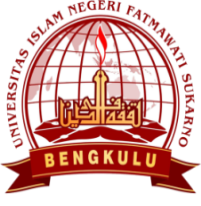 UNIVERSITAS ISLAM NEGERI FATMAWATI SUKARNO
BENGKULU